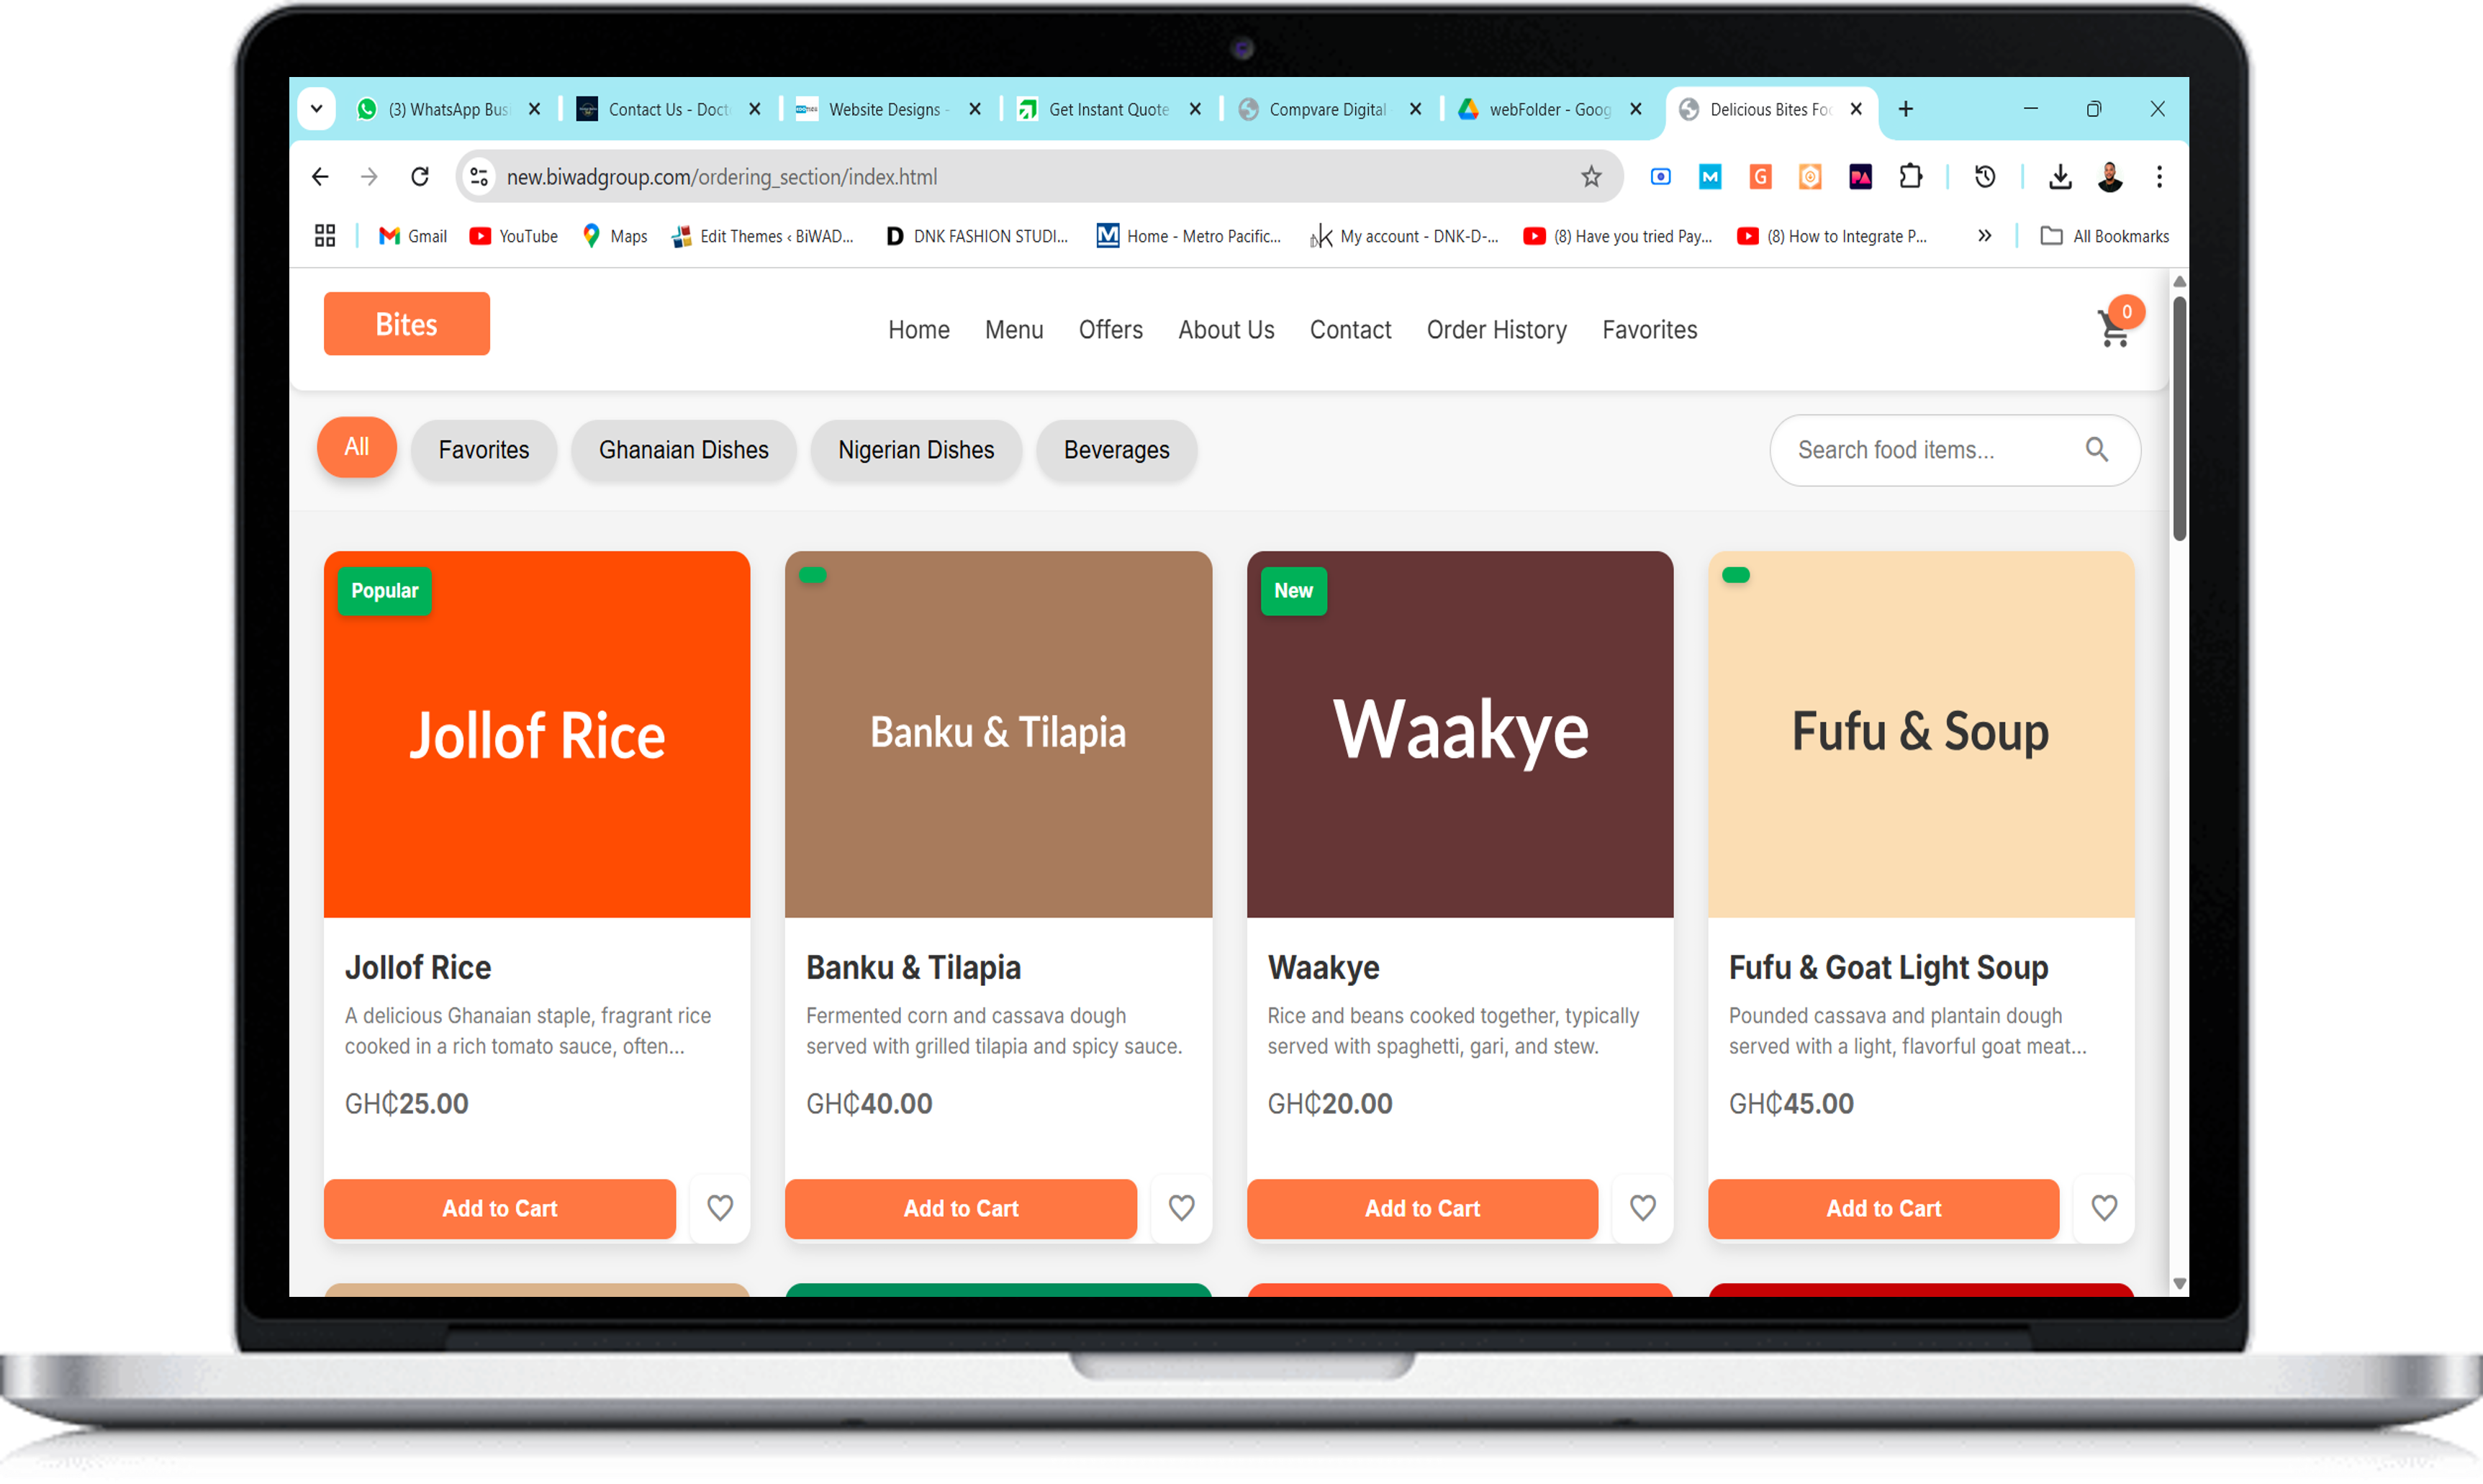 (3) WhatsApp Busi
Contact Us - Doct
Website Designs -
Get Instant Quote
Compvare Digital
webFolder - Goog
Delicious Bites Foo
new.biwadgroup.com/ordering_section/index.html
Gmail
YouTube
Maps
Edit Themes ‹ BiWAD...
DNK FASHION STUDI...
Home - Metro Pacific...
My account - DNK-D-...
(8) Have you tried Pay...
(8) How to Integrate P...
All Bookmarks
Bites
Home
Menu
Offers
About Us
Contact
Order History
Favorites
0
All
Favorites
Ghanaian Dishes
Nigerian Dishes
Beverages
Search food items...
Popular
Jollof Rice
Jollof Rice
A delicious Ghanaian staple, fragrant rice
cooked in a rich tomato sauce, often...
GH₵25.00
Add to Cart
Banku & Tilapia
Banku & Tilapia
Fermented corn and cassava dough
served with grilled tilapia and spicy sauce.
GH₵40.00
Add to Cart
New
Waakye
Waakye
Rice and beans cooked together, typically
served with spaghetti, gari, and stew.
GH₵20.00
Add to Cart
Fufu & Soup
Fufu & Goat Light Soup
Pounded cassava and plantain dough
served with a light, flavorful goat meat...
GH₵45.00
Add to Cart